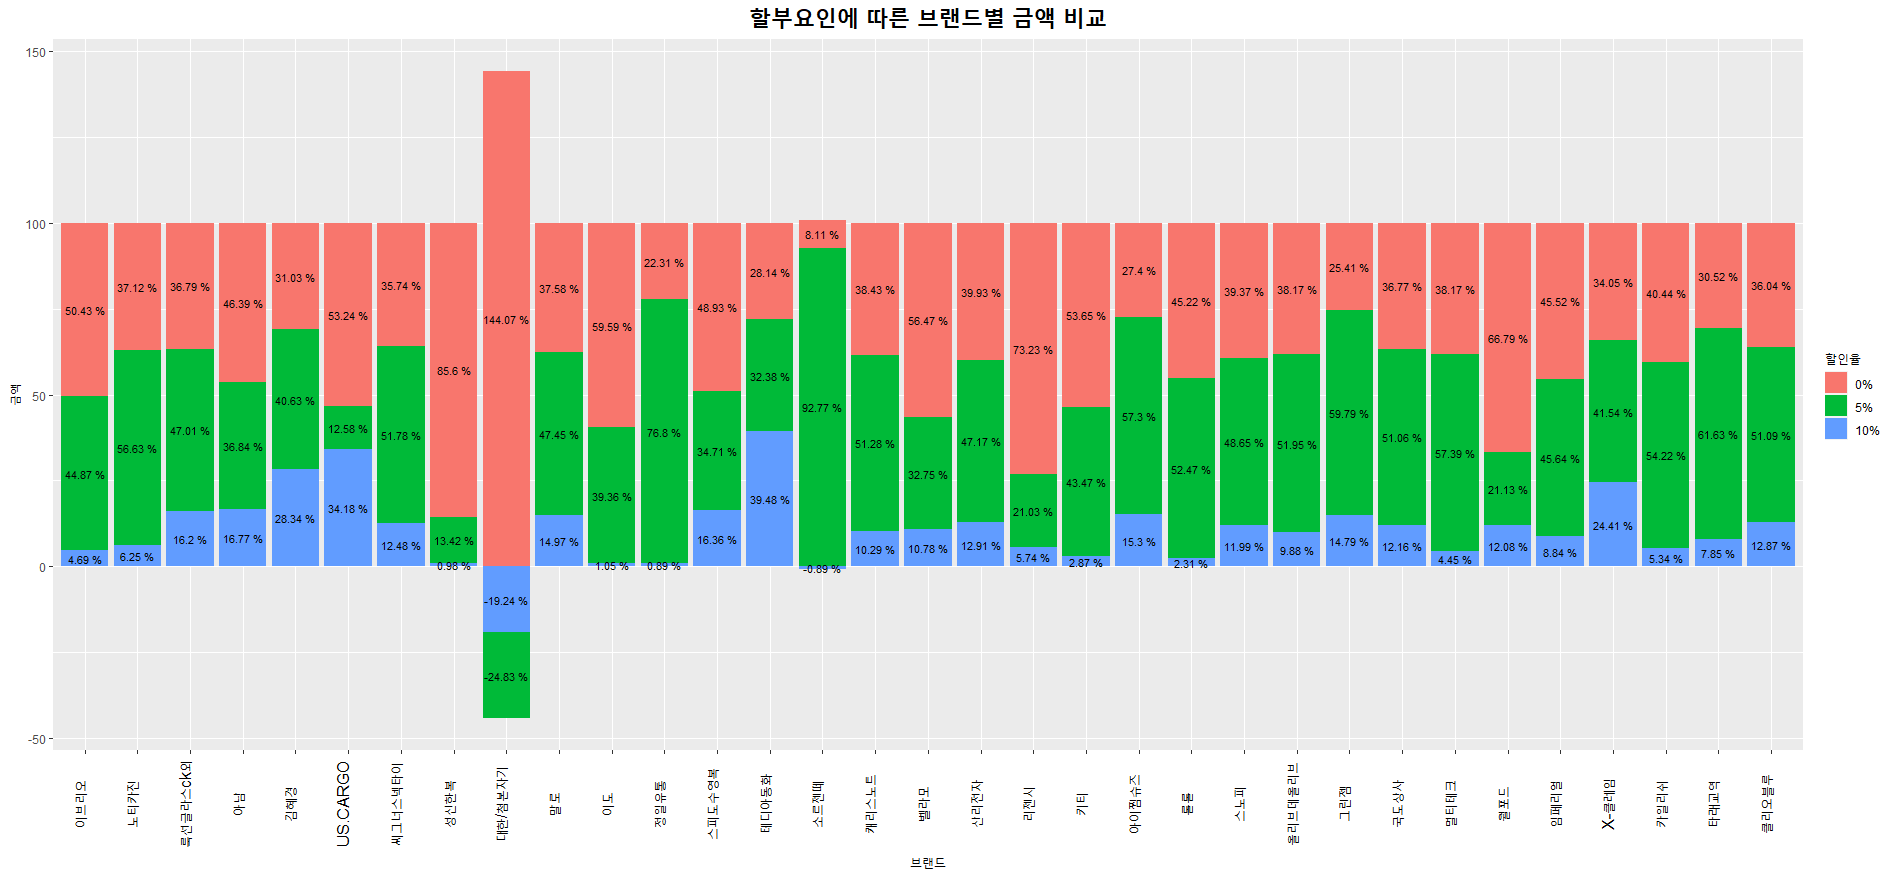 할부요인에 따른 브랜드별 금액 비교
금액
150
100
50
0
-50
50.43 %
44.87 %
4.69 %
37.12 %
56.63 %
6.25 %
36.79 %
47.01 %
16.2 %
46.39 %
36.84 %
16.77 %
31.03 %
40.63 %
28.34 %
53.24 %
12.58 %
34.18 %
35.74 %
51.78 %
12.48 %
85.6 %
13.42 %
0.98 %
144.07 %
-19.24 %
-24.83 %
37.58 %
47.45 %
14.97 %
59.59 %
39.36 %
1.05 %
22.31 %
76.8 %
0.89 %
48.93 %
34.71 %
16.36 %
28.14 %
32.38 %
39.48 %
8.11 %
92.77 %
-0.89 %
38.43 %
51.28 %
10.29 %
56.47 %
32.75 %
10.78 %
39.93 %
47.17 %
12.91 %
73.23 %
21.03 %
5.74 %
53.65 %
43.47 %
2.87 %
27.4 %
57.3 %
15.3 %
45.22 %
52.47 %
2.31 %
39.37 %
48.65 %
11.99 %
38.17 %
51.95 %
9.88 %
25.41 %
59.79 %
14.79 %
36.77 %
51.06 %
12.16 %
38.17 %
57.39 %
4.45 %
66.79 %
21.13 %
12.08 %
45.52 %
45.64 %
8.84 %
34.05 %
41.54 %
24.41 %
40.44 %
54.22 %
5.34 %
30.52 %
61.63 %
7.85 %
36.04 %
51.09 %
12.87 %
이브리오
노티카진
룩선글라스ck외
아남
김혜경
US.CARGO
써그너스넥타이
성신한복
대한/첨본자기
말로
이도
정일유통
스피도수영복
테디아동화
소르젠떼
캐리스노트
벨라모
산리전자
리젠시
키티
아이찜슈즈
룸룸
스노피
올리브데올리브
그린젬
국도상사
멀티테크
월포드
임페리얼
X-클레임
카일리쉬
타래교역
클리오블루
브랜드
할인율
0%
5%
10%